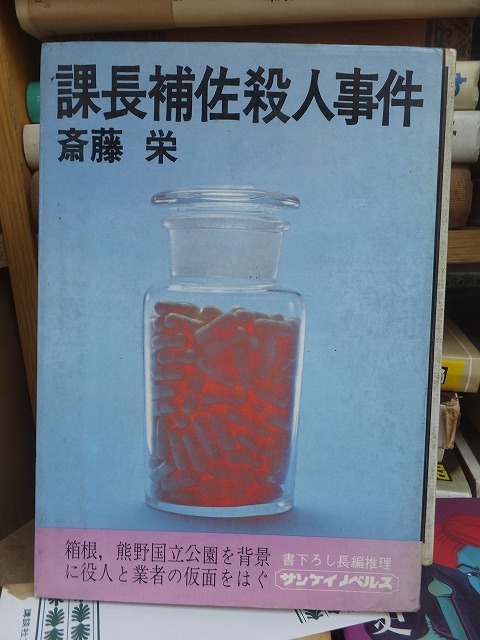 課長補佐殺人事件
斎藤 栄
箱根,熊野国立公園を背景
に役人と業者の仮面をはぐ
書下ろし長編推理
サンケイノベルス
史